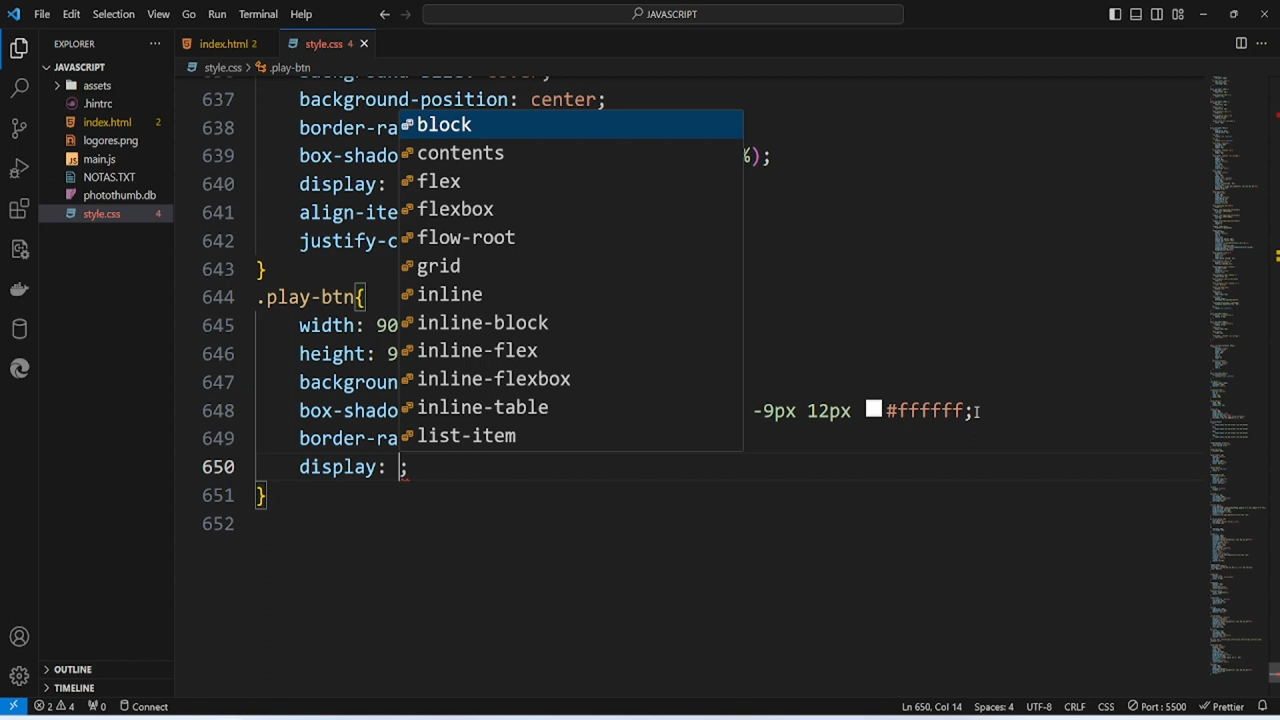 File Edit Selection View Go Run Terminal Help JAVASCRIPT
EXPLORER ... index.html 2 style.css 4
JAVASCRIPT
style.css > .play-btn
assets
.hintrc
index.html 2
logores.png
main.js
NOTAS.TXT
photothumb.db
style.css 4
637 background-position: center;
638 border-ra
639 box-shado %);
640 display:
641 align-ite
642 justify-c
643 }
644 .play-btn{
645 width: 90
646 height: 9
647 background
648 box-shado -9px 12px #ffffff;
649 border-ra
650 display: ;
651 }
652
block
contents
flex
flexbox
flow-root
grid
inline
inline-block
inline-flex
inline-flexbox
inline-table
list-item
OUTLINE
TIMELINE
2 4 0 Connect Ln 650, Col 14 Spaces: 4 UTF-8 CRLF CSS Port : 5500 Prettier